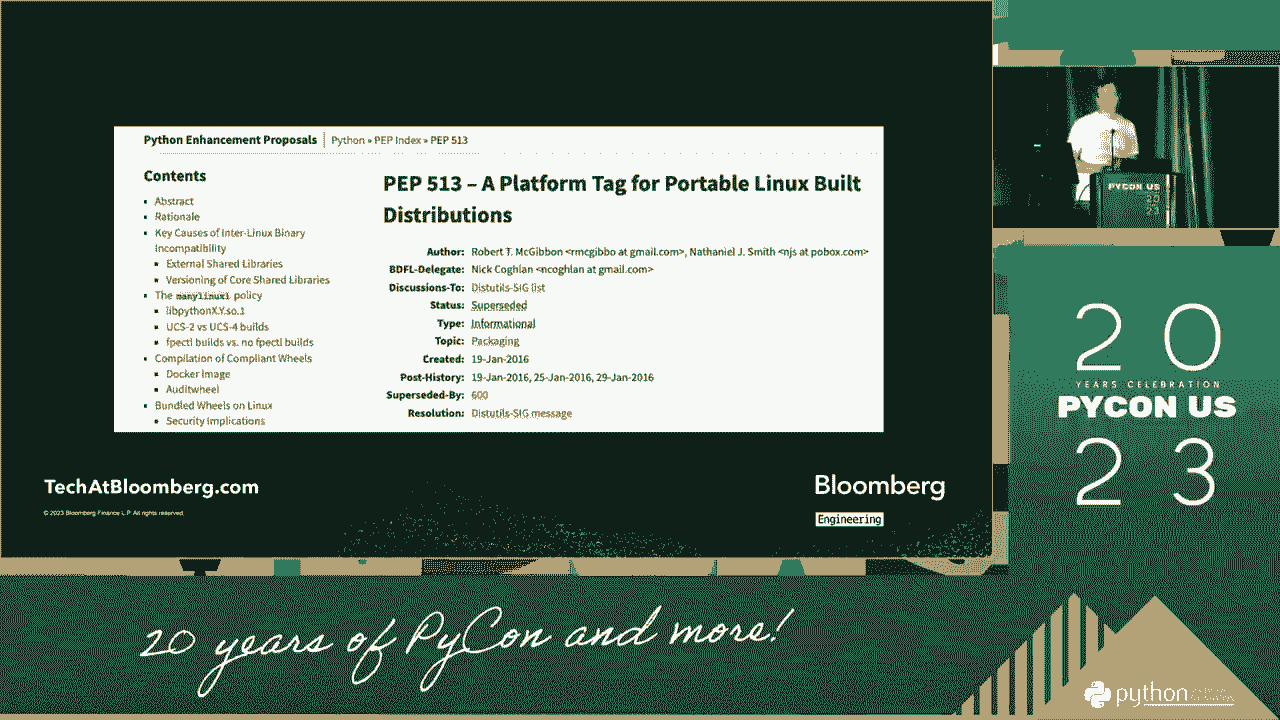 Python Enhancement Proposals | Python » PEP Index » PEP 513
Contents
Abstract
Rationale
Key Causes of Inter-Linux Binary
Incompatibility
External Shared Libraries
Versioning of Core Shared Libraries
The manylinux1 policy
libpythonX.Y.so.1
UCS-2 vs UCS-4 builds
fpectl builds vs. no fpectl builds
Compilation of Compliant Wheels
Docker Image
Auditwheel
Bundled Wheels on Linux
Security Implications
PEP 513 – A Platform Tag for Portable Linux Built
Distributions
Author: Robert T. McGibbon <rmcgibbo at gmail.com>, Nathaniel J. Smith <njs at pobox.com>
BDFL-Delegate: Nick Coghlan <ncoghlan at gmail.com>
Discussions-To: Distutils-SIG list
Status: Superseded
Type: Informational
Topic: Packaging
Created: 19-Jan-2016
Post-History: 19-Jan-2016, 25-Jan-2016, 29-Jan-2016
Superseded-By: 600
Resolution: Distutils-SIG message
TechAtBloomberg.com
© 2023 Bloomberg Finance L.P. All rights reserved.
Bloomberg
Engineering
PYCON US
20
23
20
YEARS CELEBRATION
PYCON US
23
20 years of PyCon and more!
python